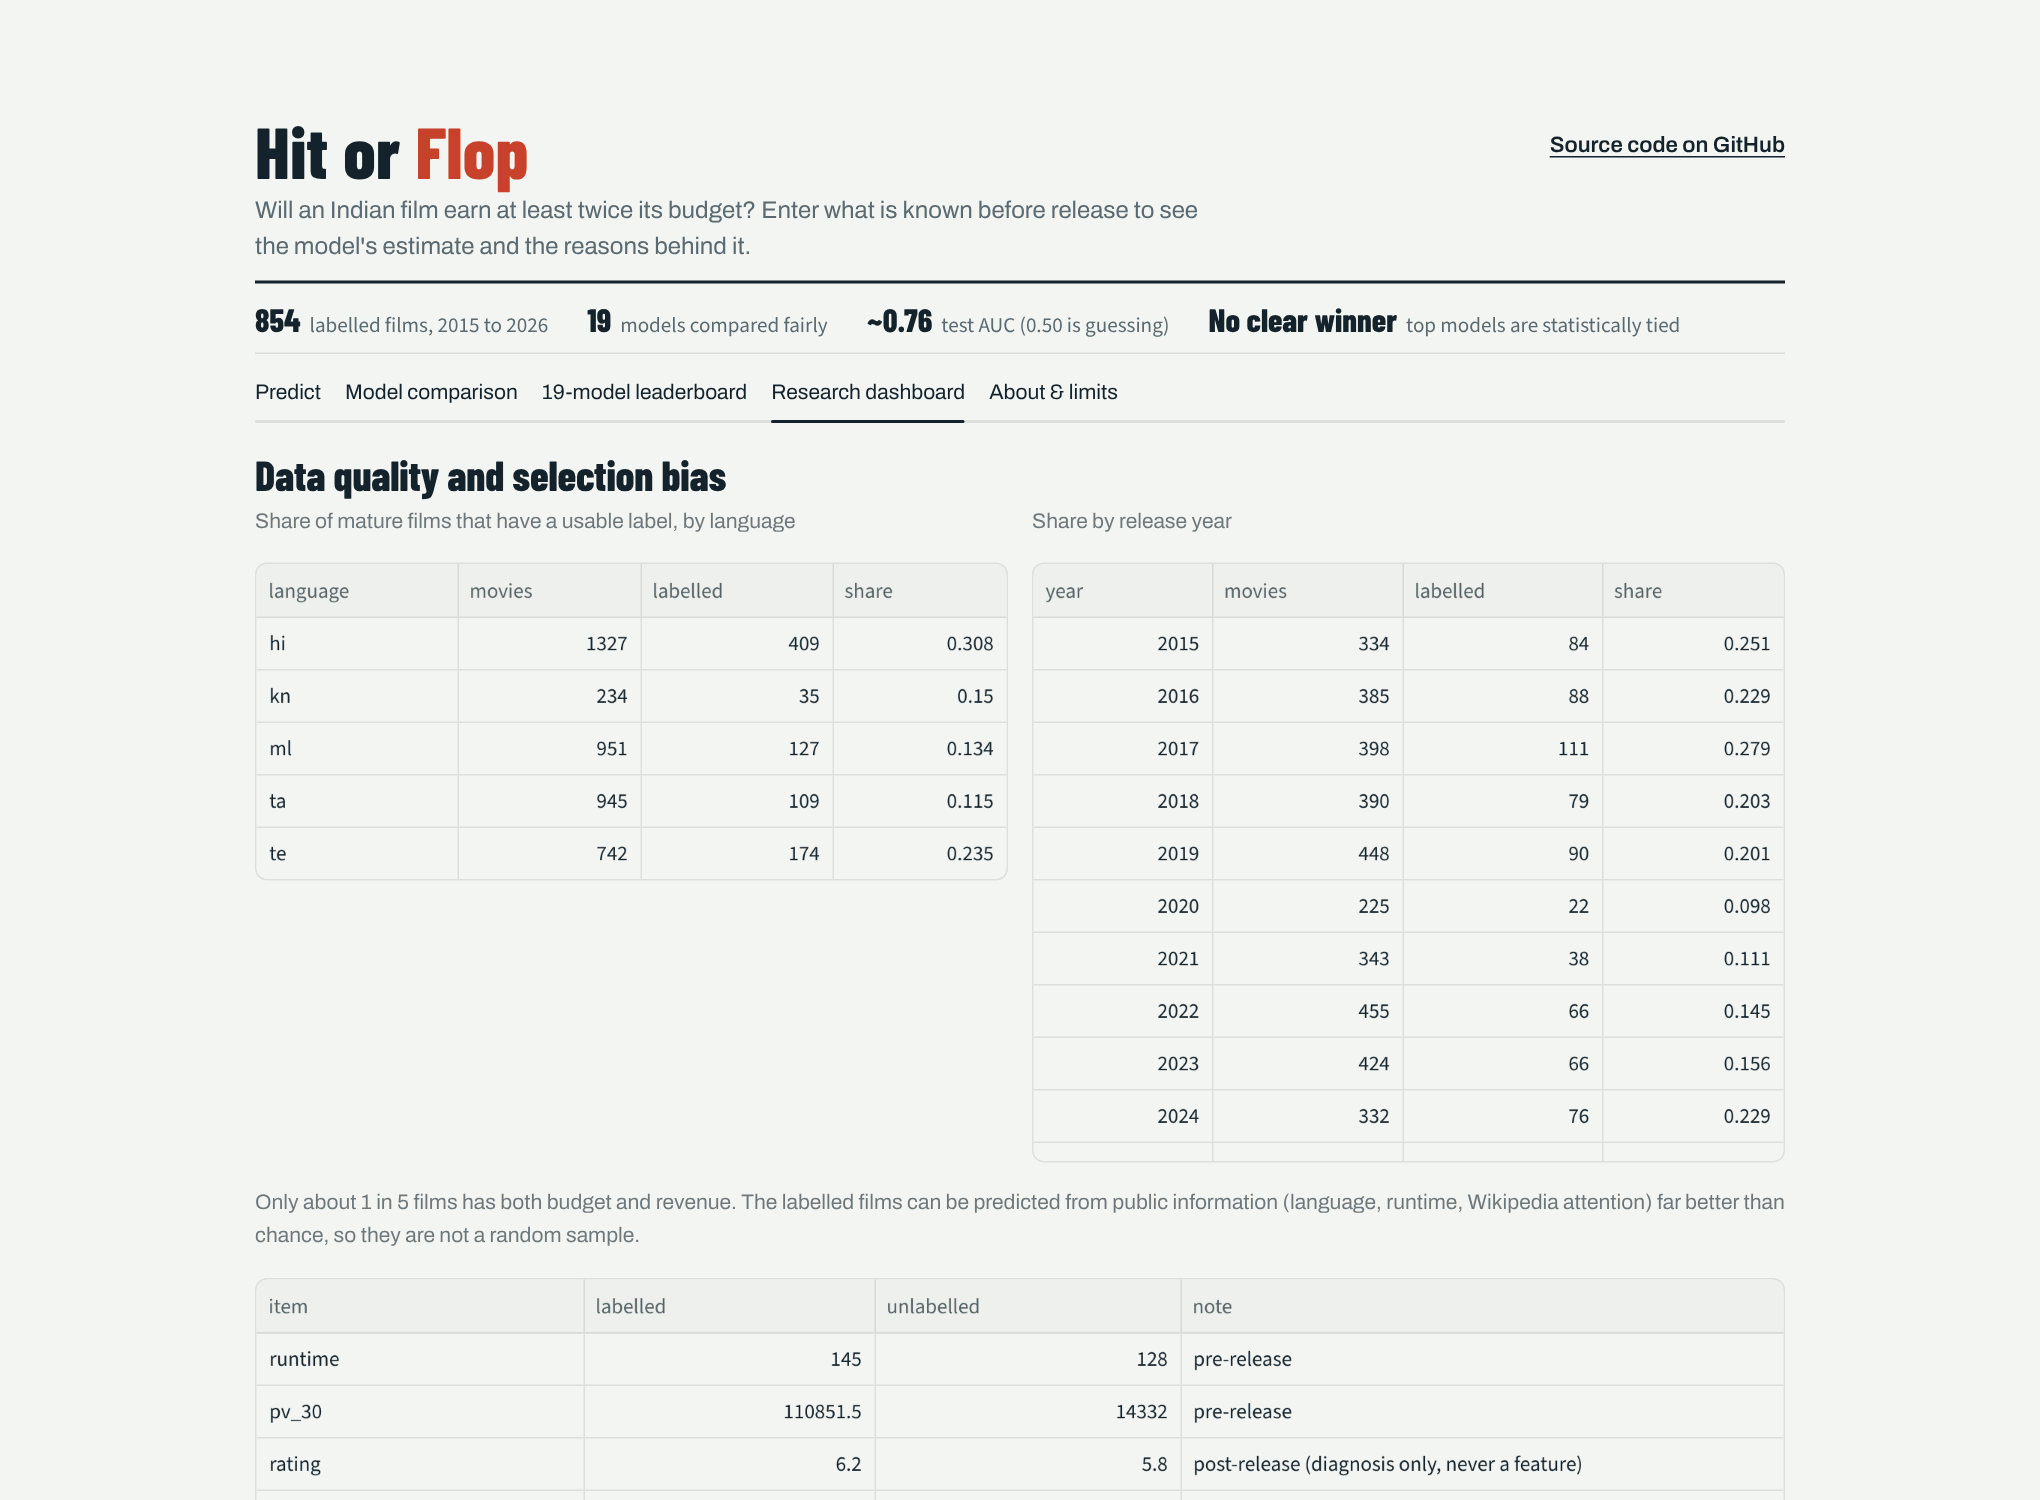 Hit or Flop
Source code on GitHub
Will an Indian film earn at least twice its budget? Enter what is known before release to see
the model's estimate and the reasons behind it.
854 labelled films, 2015 to 2026 19 models compared fairly ~0.76 test AUC (0.50 is guessing) No clear winner top models are statistically tied
Predict Model comparison 19-model leaderboard Research dashboard About & limits
Data quality and selection bias
Share of mature films that have a usable label, by language
language movies labelled share
hi 1327 409 0.308
kn 234 35 0.15
ml 951 127 0.134
ta 945 109 0.115
te 742 174 0.235
Share by release year
year movies labelled share
2015 334 84 0.251
2016 385 88 0.229
2017 398 111 0.279
2018 390 79 0.203
2019 448 90 0.201
2020 225 22 0.098
2021 343 38 0.111
2022 455 66 0.145
2023 424 66 0.156
2024 332 76 0.229
Only about 1 in 5 films has both budget and revenue. The labelled films can be predicted from public information (language, runtime, Wikipedia attention) far better than
chance, so they are not a random sample.
item labelled unlabelled note
runtime 145 128 pre-release
pv_30 110851.5 14332 pre-release
rating 6.2 5.8 post-release (diagnosis only, never a feature)